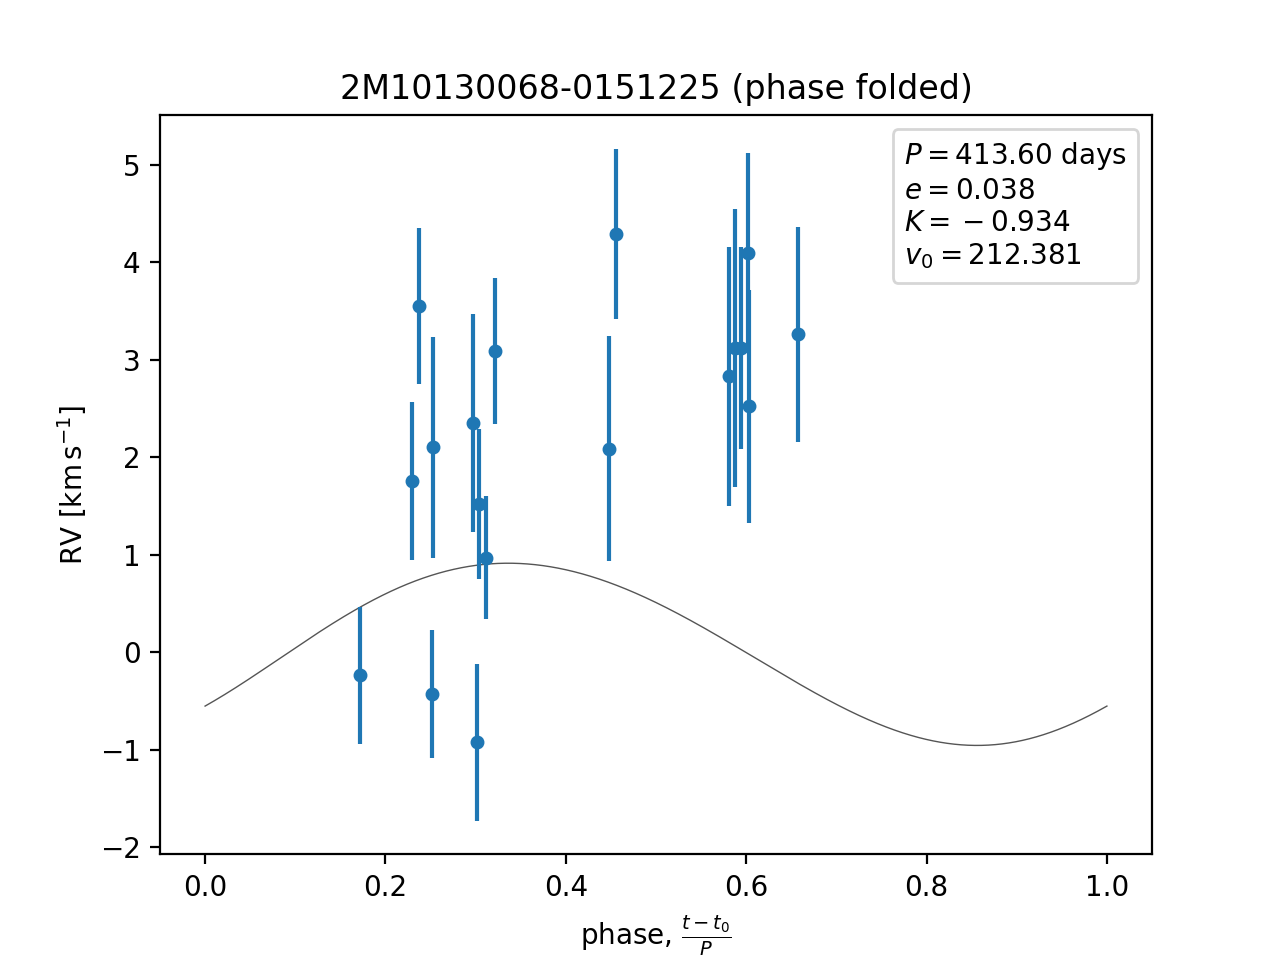 2M10130068-0151225 (phase folded)
P = 413.60 days
e = 0.038
K = −0.934
v₀ = 212.381
RV [km s⁻¹]
5
4
3
2
1
0
−1
−2
0.0 0.2 0.4 0.6 0.8 1.0
phase, (t − t₀)/P